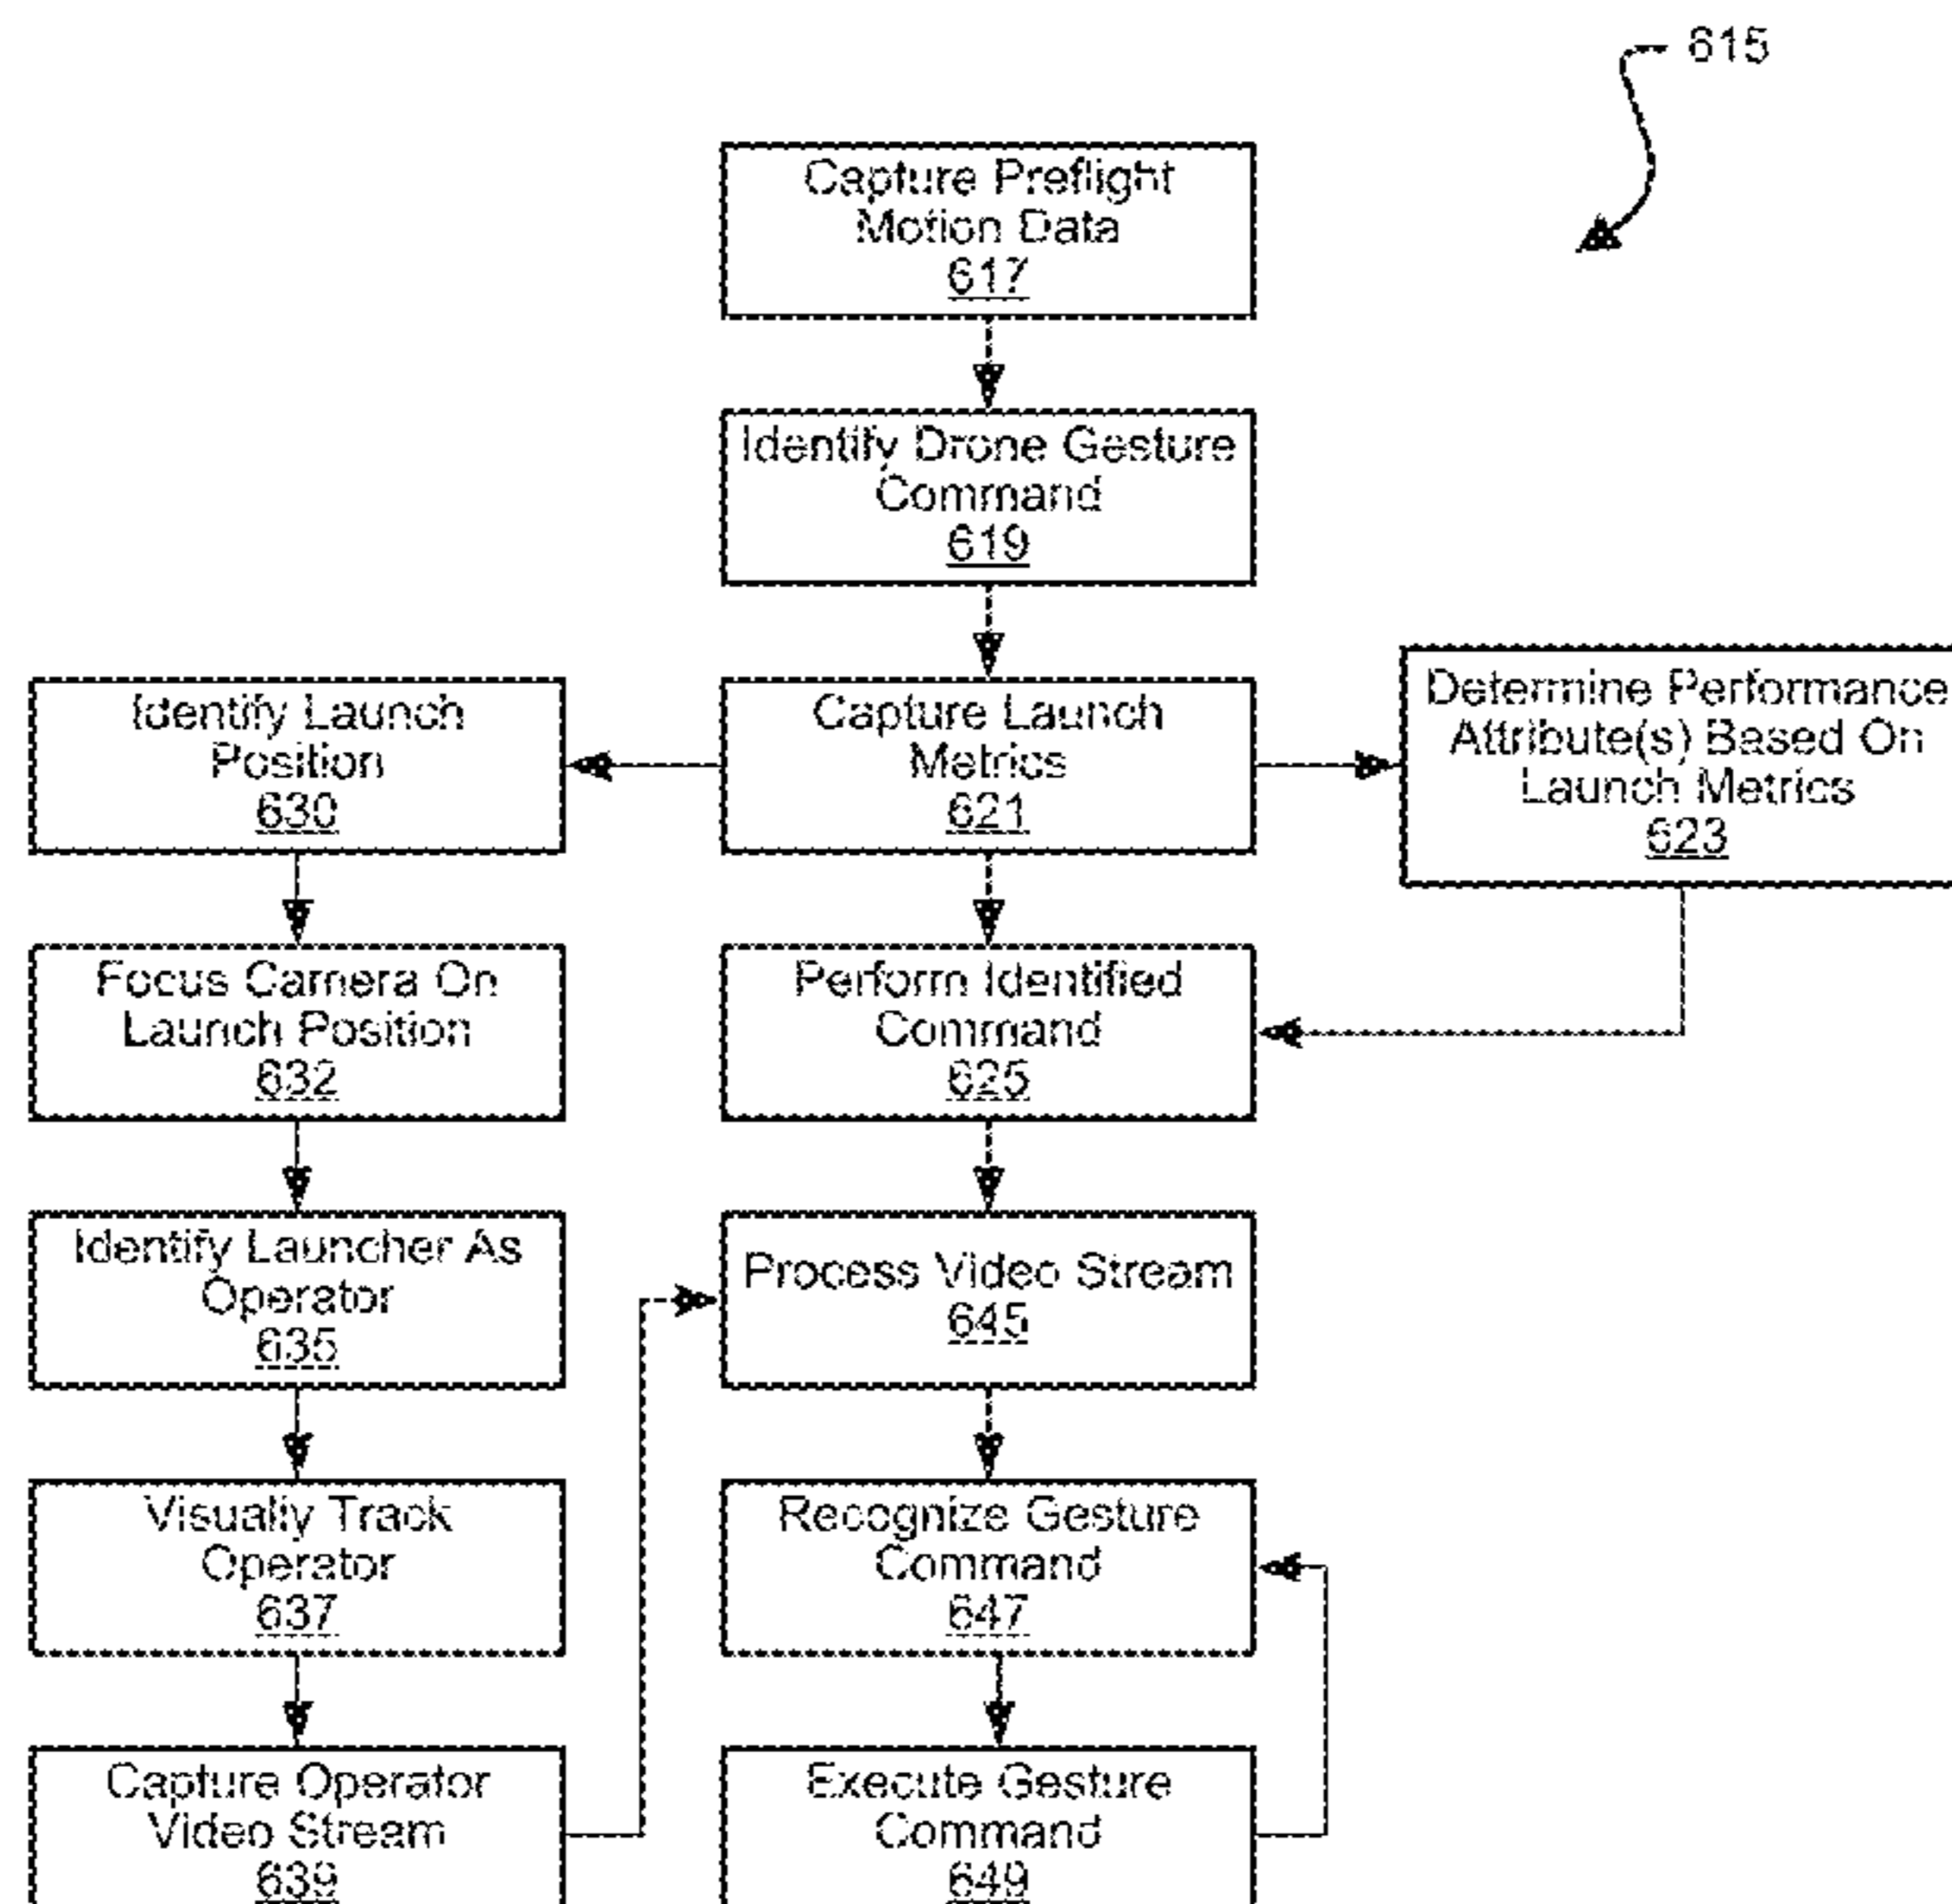 615
Capture Preflight
Motion Data
617
Identify Drone Gesture
Command
619
Identify Launch
Position
630
Capture Launch
Metrics
621
Determine Performance
Attribute(s) Based On
Launch Metrics
623
Focus Camera On
Launch Position
632
Perform Identified
Command
625
Identify Launcher As
Operator
635
Process Video Stream
645
Visually Track
Operator
637
Recognize Gesture
Command
647
Capture Operator
Video Stream
639
Execute Gesture
Command
649